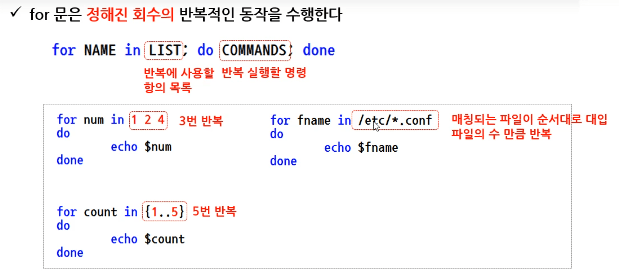 ✓ for 문은 정해진 회수의 반복적인 동작을 수행한다
for NAME in LIST; do COMMANDS; done
반복에 사용할 반복 실행할 명령
항의 목록
for num in 1 2 4 3번 반복
do
echo $num
done
for fname in /etc/*.conf 매칭되는 파일이 순서대로 대입
파일의 수 만큼 반복
do
echo $fname
done
for count in {1..5} 5번 반복
do
echo $count
done